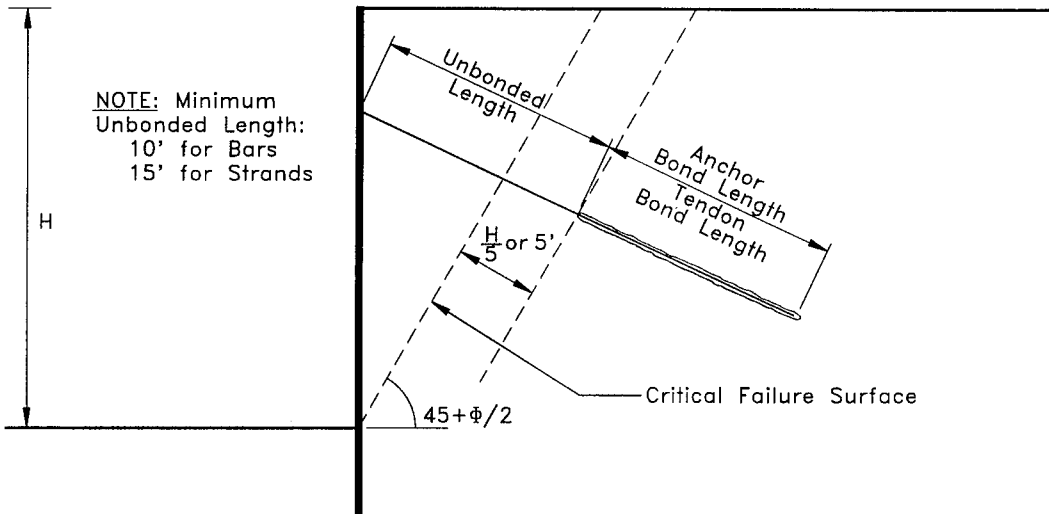 Unbonded
Length
NOTE: Minimum
Unbonded Length:
10' for Bars
15' for Strands
Anchor
Bond Length
Tendon
Bond Length
H
H/5 or 5'
Critical Failure Surface
45+Φ/2